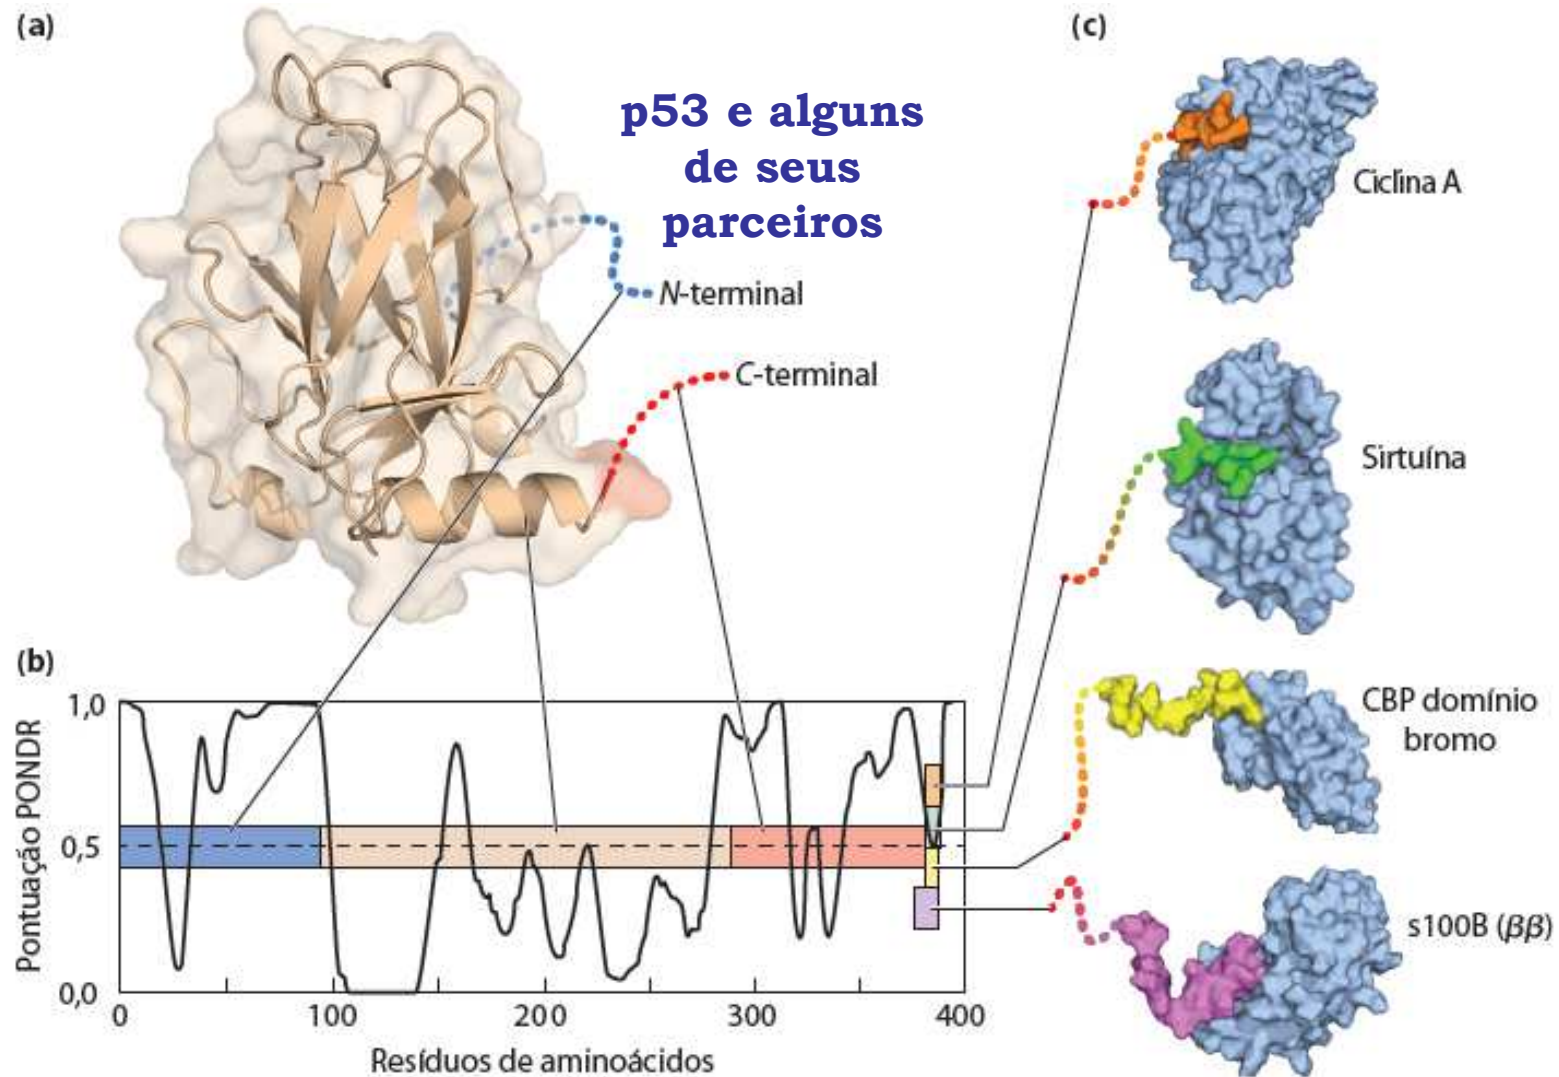 (a)
p53 e alguns
de seus
parceiros
N-terminal
C-terminal
(b)
Pontuação PONDR
1,0
0,5
0,0
0
100
200
300
400
Resíduos de aminoácidos
(c)
Ciclina A
Sirtuína
CBP domínio
bromo
s100B (ββ)